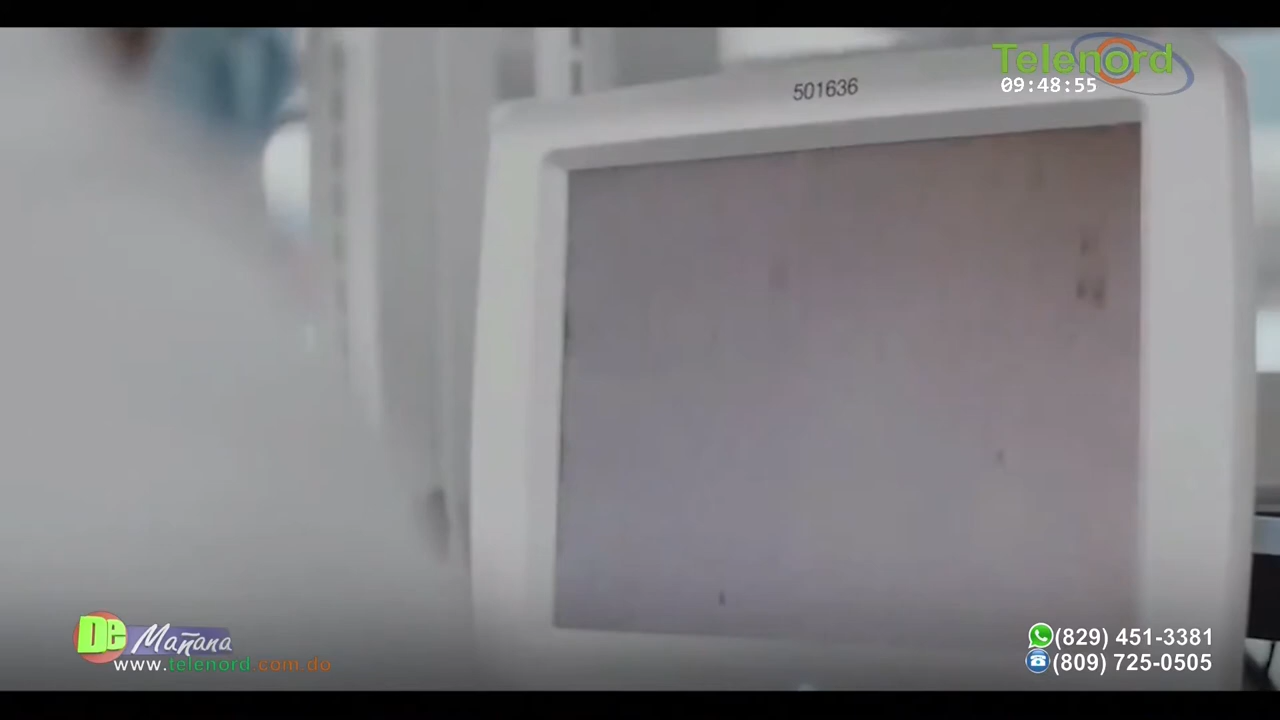 Telenord
09:48:55
501636
De Mañana
www.telenord.com.do
(829) 451-3381
(809) 725-0505